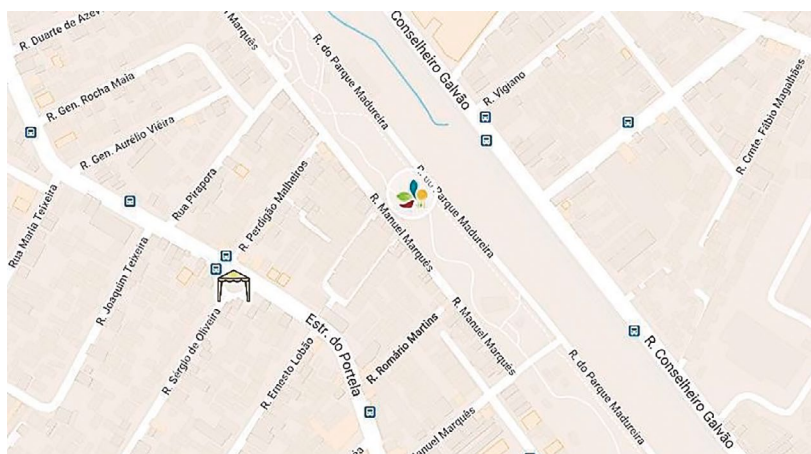 R. Duarte de Azev
Manuel Marquês
R. do Parque Madureira
R. Conselheiro Galvão
R. Gen. Rocha Maia
R. Vigiano
R. Cmte. Fábio Magalhães
R. Gen. Aurélio Viêira
Rua Pirapora
R. Perdigão Malheiros
R. do Parque Madureira
Rua Maria Teixeira
R. Manuel Marquês
R. Joaquim Teixeira
R. Sérgio de Oliveira
Estr. do Portela
R. Ernesto Lobão
R. Romário Martins
R. Manuel Marquês
R. do Parque Madureira
R. Conselheiro Galvão
Manuel Marquês